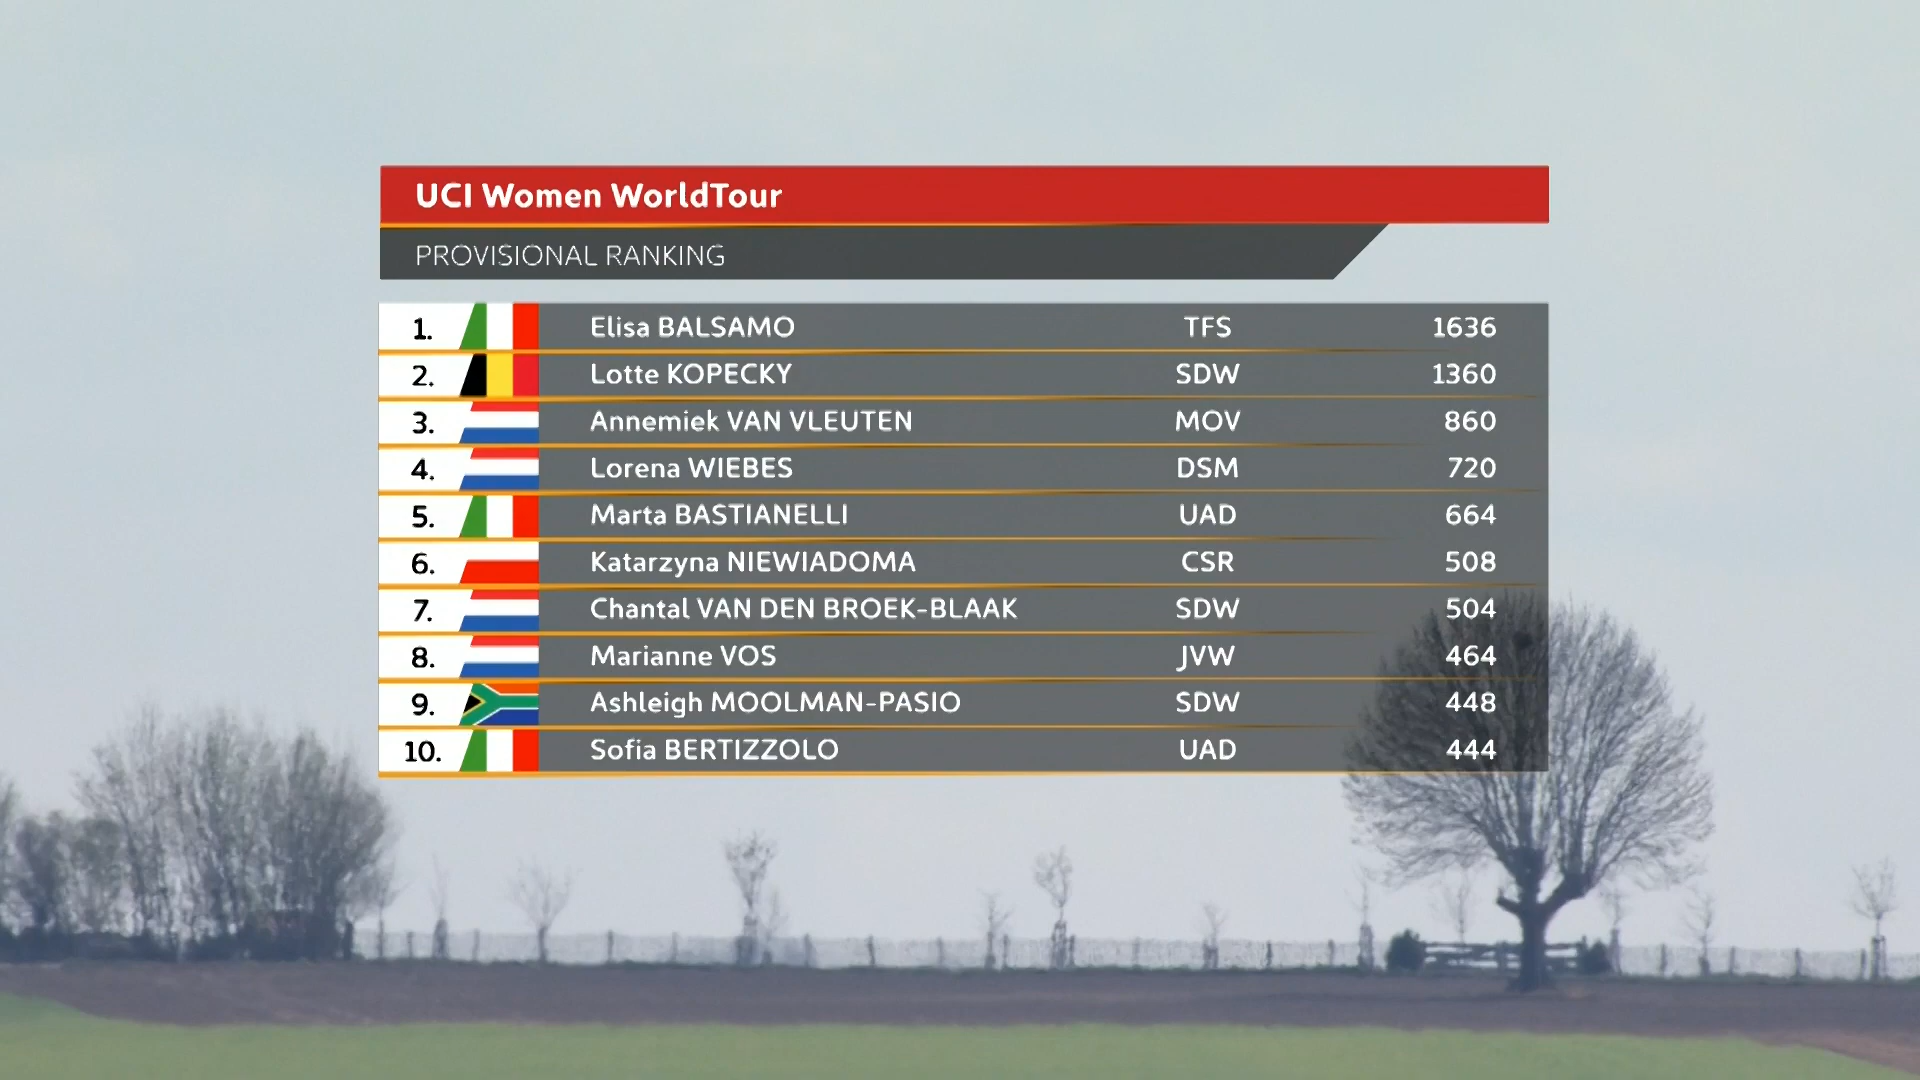 UCI Women WorldTour
PROVISIONAL RANKING
1. Elisa BALSAMO TFS 1636
2. Lotte KOPECKY SDW 1360
3. Annemiek VAN VLEUTEN MOV 860
4. Lorena WIEBES DSM 720
5. Marta BASTIANELLI UAD 664
6. Katarzyna NIEWIADOMA CSR 508
7. Chantal VAN DEN BROEK-BLAAK SDW 504
8. Marianne VOS JVW 464
9. Ashleigh MOOLMAN-PASIO SDW 448
10. Sofia BERTIZZOLO UAD 444